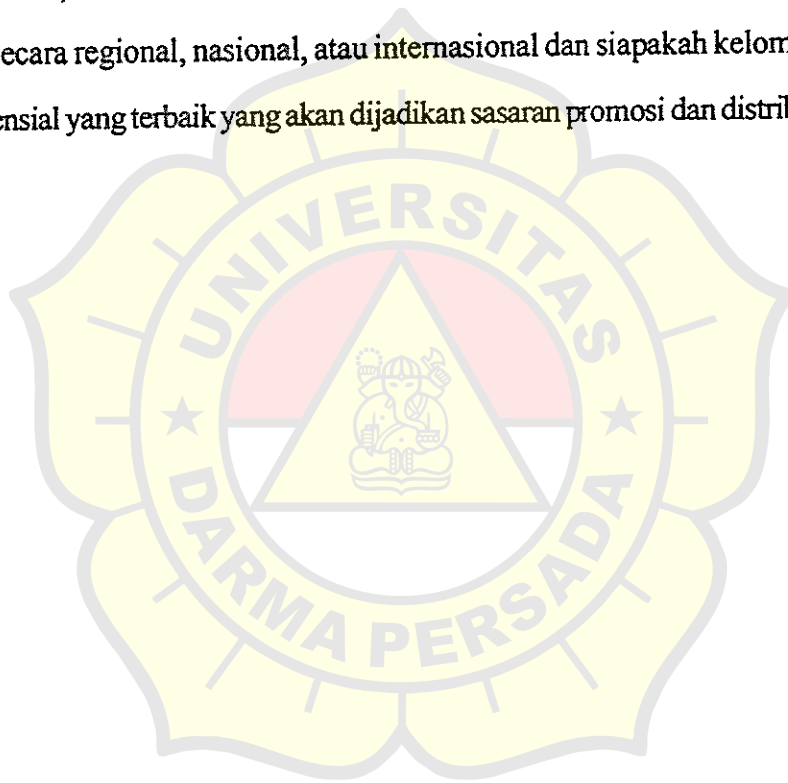 ecara regional, nasional, atau internasional dan siapakah kelom
ensial yang terbaik yang akan dijadikan sasaran promosi dan distril
UNIVERSITAS
DARMA PERSADA